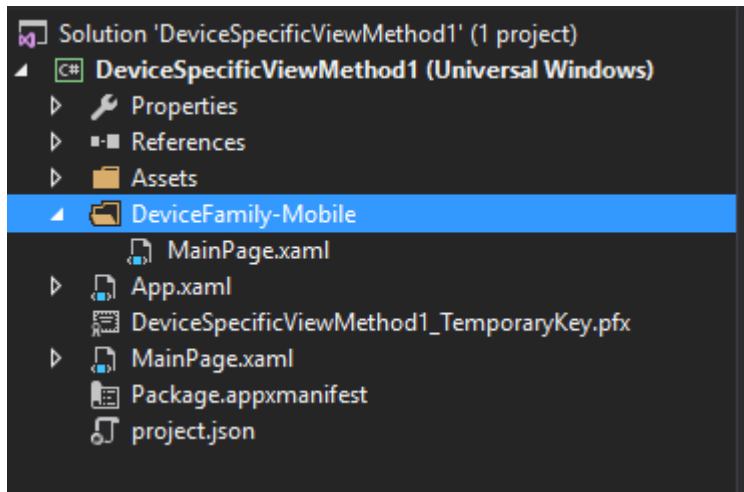 Solution 'DeviceSpecificViewMethod1' (1 project)
C# DeviceSpecificViewMethod1 (Universal Windows)
Properties
References
Assets
DeviceFamily-Mobile
MainPage.xaml
App.xaml
DeviceSpecificViewMethod1_TemporaryKey.pfx
MainPage.xaml
Package.appxmanifest
project.json